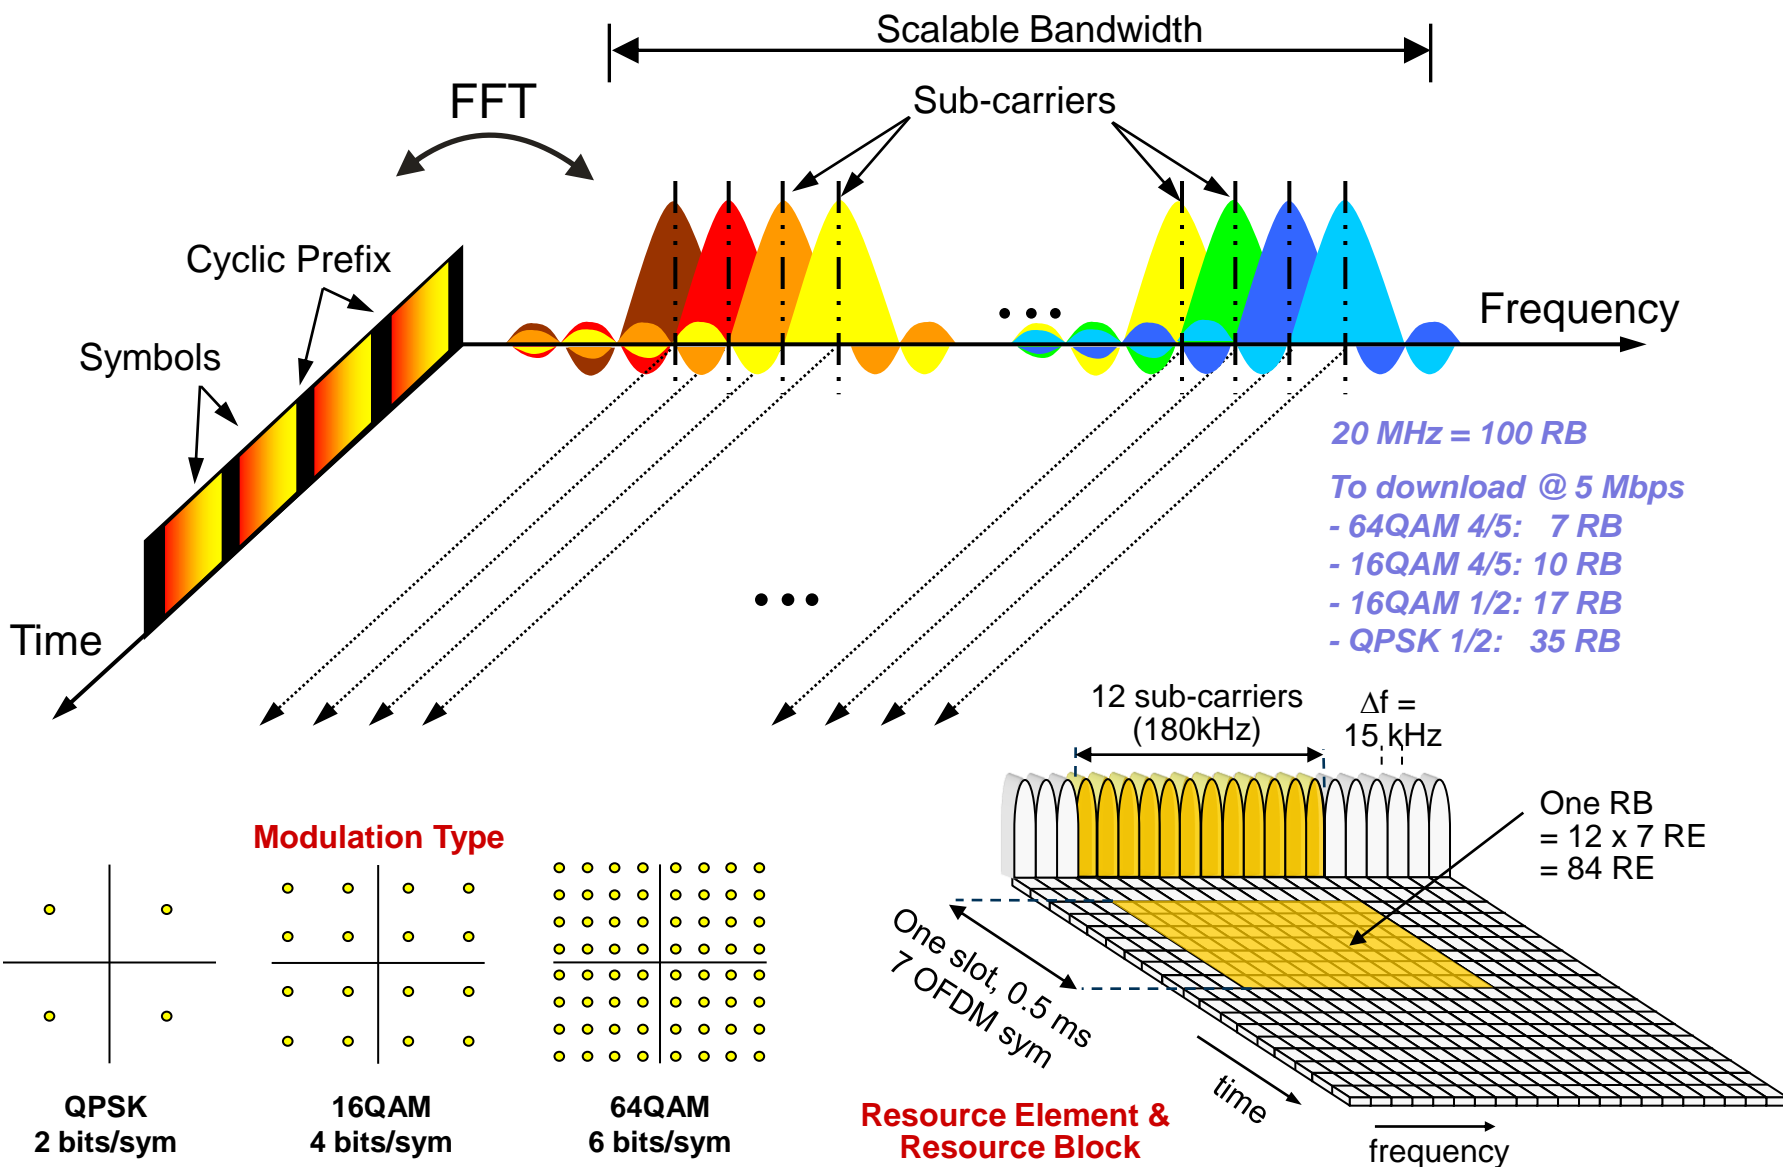 Scalable Bandwidth
FFT
Sub-carriers
Cyclic Prefix
Symbols
Frequency
Time
20 MHz = 100 RB
To download @ 5 Mbps
- 64QAM 4/5: 7 RB
- 16QAM 4/5: 10 RB
- 16QAM 1/2: 17 RB
- QPSK 1/2: 35 RB
12 sub-carriers
(180kHz)
Δf =
15 kHz
One RB
= 12 x 7 RE
= 84 RE
Modulation Type
QPSK
2 bits/sym
16QAM
4 bits/sym
64QAM
6 bits/sym
One slot, 0.5 ms
7 OFDM sym
time
frequency
Resource Element &
Resource Block